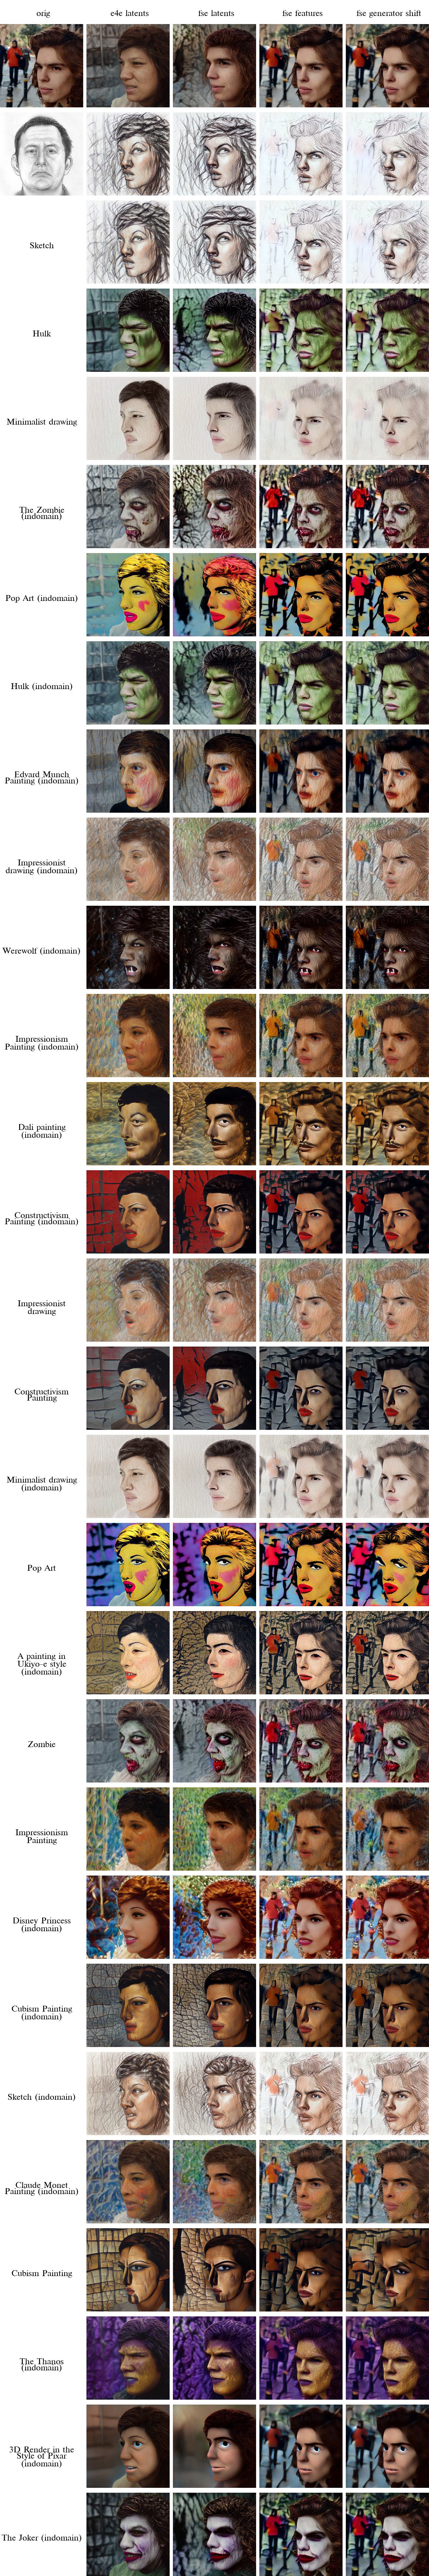 orig e4e latents fse latents fse features fse generator shift
Sketch
Hulk
Minimalist drawing
The Zombie
(indomain)
Pop Art (indomain)
Hulk (indomain)
Edvard Munch
Painting (indomain)
Impressionist
drawing (indomain)
Werewolf (indomain)
Impressionism
Painting (indomain)
Dali painting
(indomain)
Constructivism
Painting (indomain)
Impressionist
drawing
Constructivism
Painting
Minimalist drawing
(indomain)
Pop Art
A painting in
Ukiyo-e style
(indomain)
Zombie
Impressionism
Painting
Disney Princess
(indomain)
Cubism Painting
(indomain)
Sketch (indomain)
Claude Monet
Painting (indomain)
Cubism Painting
The Thanos
(indomain)
3D Render in the
Style of Pixar
(indomain)
The Joker (indomain)